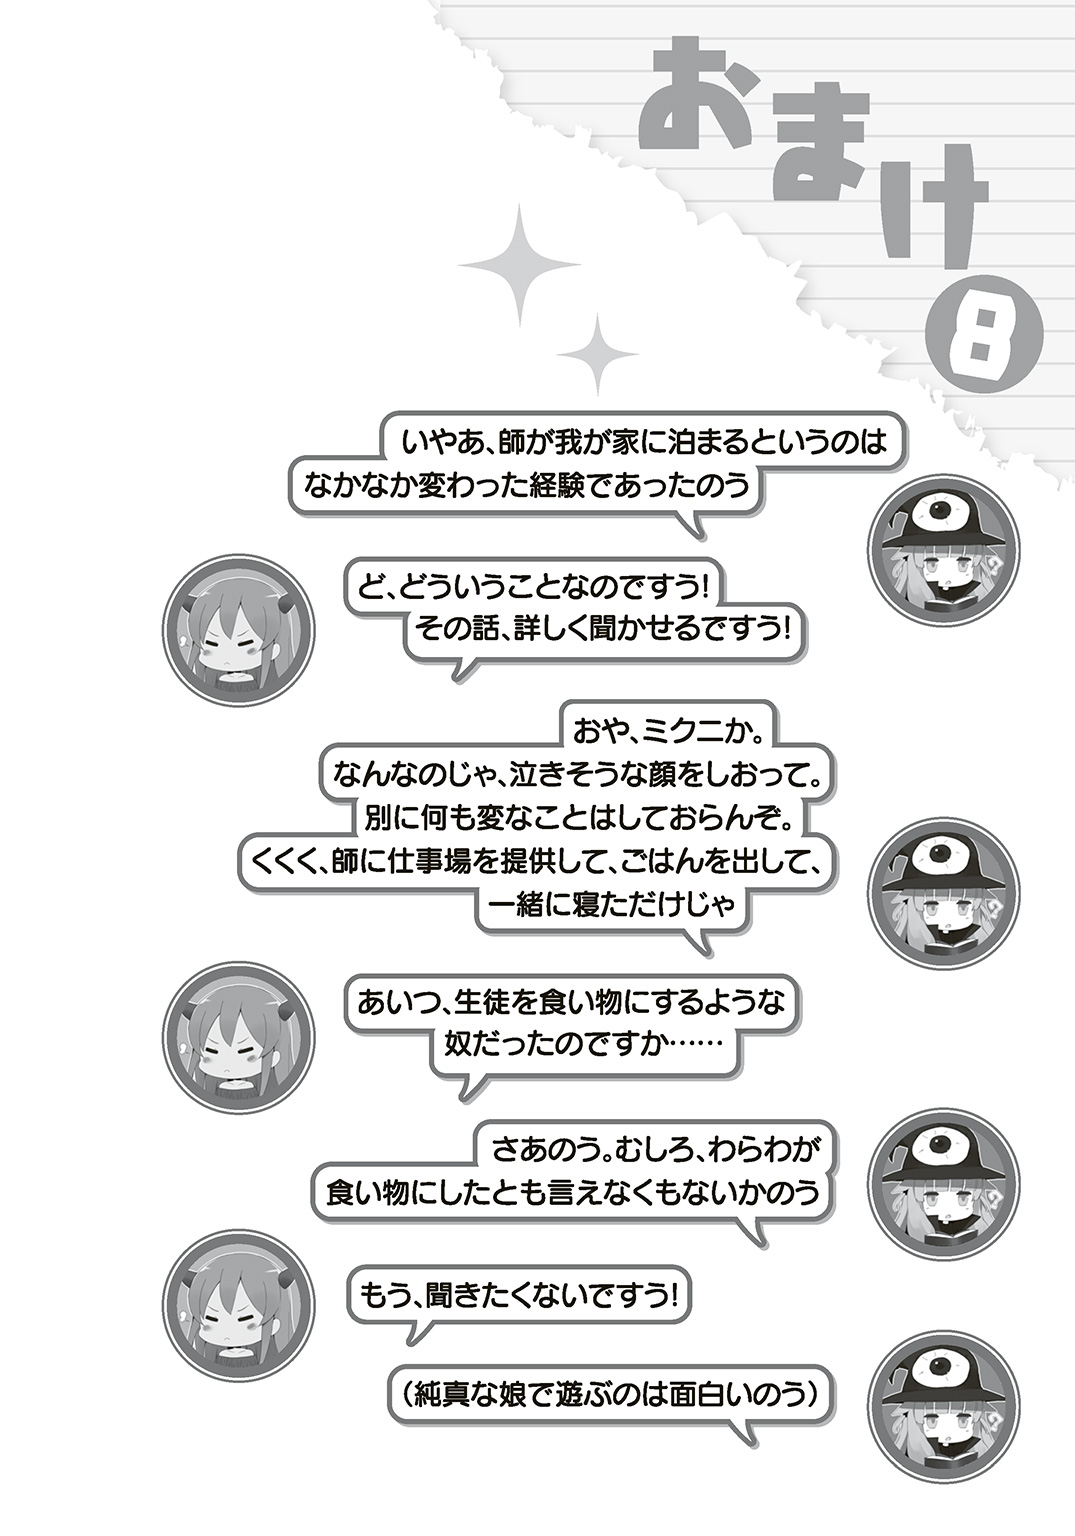 おまけ
8
いやあ、師が我が家に泊まるというのは
なかなか変わった経験であったのう
ど、どういうことなのですう!
その話、詳しく聞かせるですう!
おや、ミクニか。
なんなのじゃ、泣きそうな顔をしおって。
別に何も変なことはしておらんぞ。
くくく、師に仕事場を提供して、ごはんを出して、
一緒に寝ただけじゃ
あいつ、生徒を食い物にするような
奴だったのですか……
さあのう。むしろ、わらわが
食い物にしたとも言えなくもないかのう
もう、聞きたくないですう!
（純真な娘で遊ぶのは面白いのう）